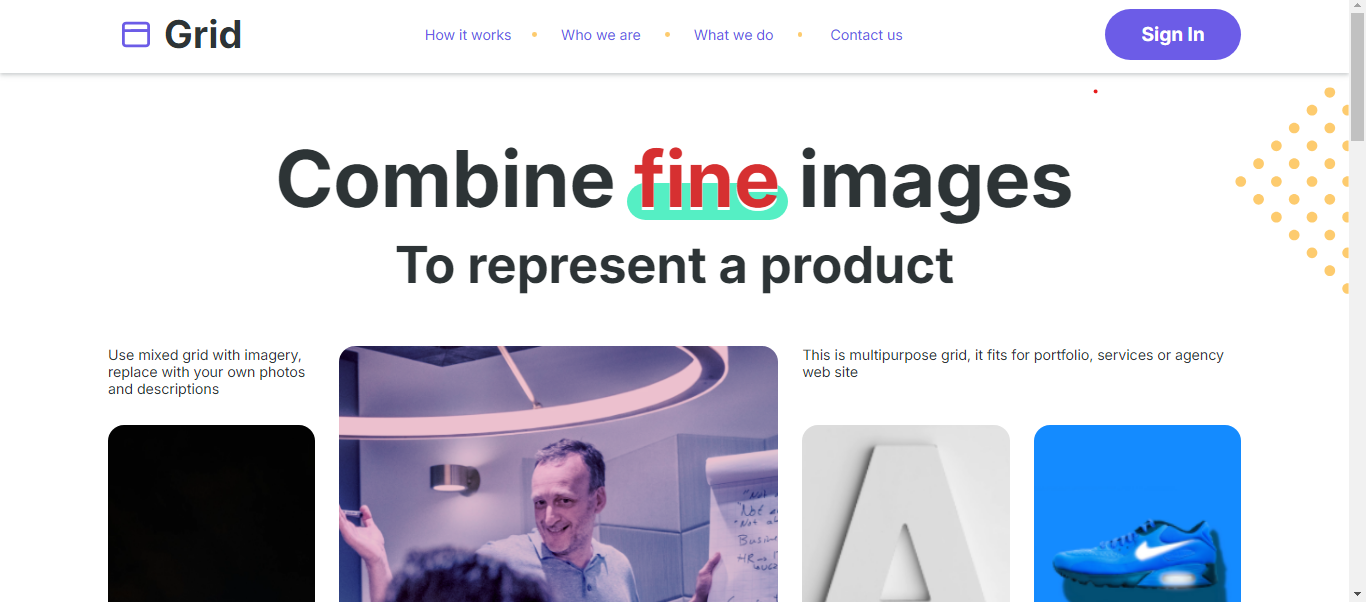 Grid
How it works
Who we are
What we do
Contact us
Sign In
Combine fine images
To represent a product
Use mixed grid with imagery,
replace with your own photos
and descriptions
This is multipurpose grid, it fits for portfolio, services or agency
web site
A